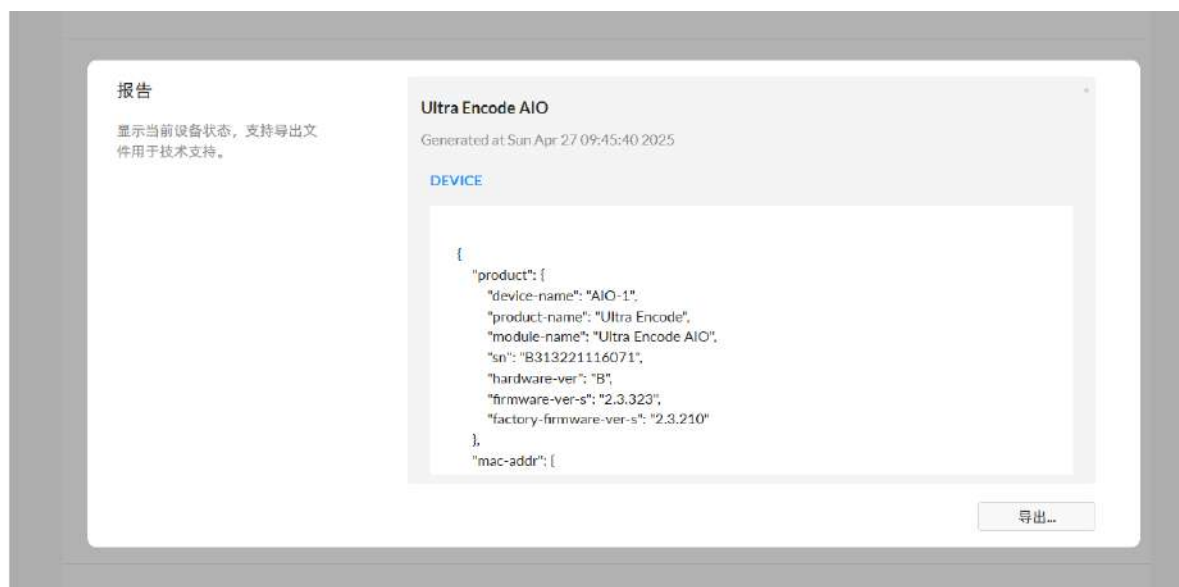 报告
显示当前设备状态，支持导出文
件用于技术支持。
Ultra Encode AIO
Generated at Sun Apr 27 09:45:40 2025
DEVICE
{
"product": {
"device-name": "AIO-1",
"product-name": "Ultra Encode",
"module-name": "Ultra Encode AIO",
"sn": "B313221116071",
"hardware-ver": "B",
"firmware-ver-s": "2.3.323",
"factory-firmware-ver-s": "2.3.210"
},
"mac-addr": [
导出...